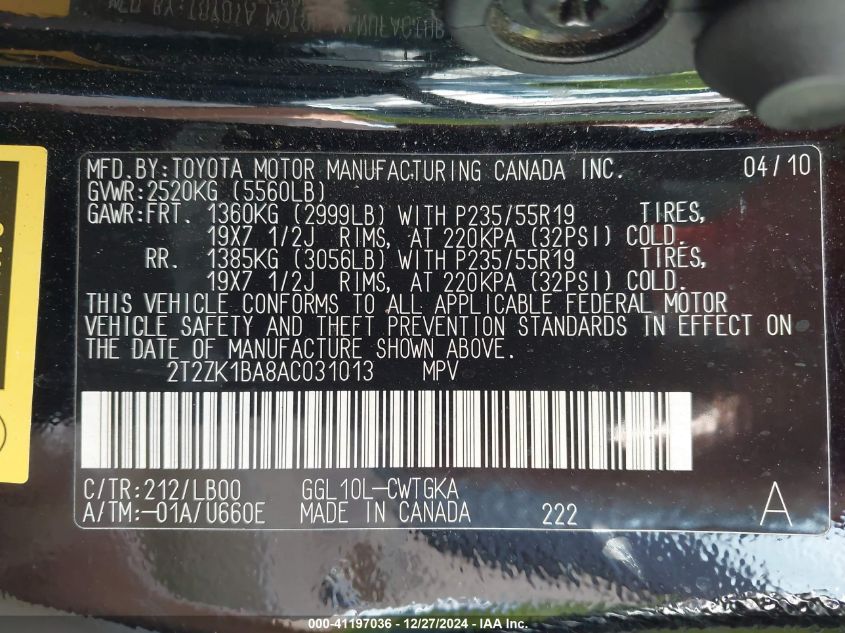 MFD. BY: TOYOTA MOTOR MANUFACTURING CANADA INC. 04/10
GVWR: 2520KG (5560LB)
GAWR: FRT. 1360KG (2999LB) WITH P235/55R19 TIRES,
19X7 1/2J RIMS, AT 220KPA (32PSI) COLD.
RR. 1385KG (3056LB) WITH P235/55R19 TIRES,
19X7 1/2J RIMS, AT 220KPA (32PSI) COLD.
THIS VEHICLE CONFORMS TO ALL APPLICABLE FEDERAL MOTOR
VEHICLE SAFETY AND THEFT PREVENTION STANDARDS IN EFFECT ON
THE DATE OF MANUFACTURE SHOWN ABOVE.
2T2ZK1BA8AC031013 MPV
C/TR: 212/LB00 GGL10L-CWTGKA
A/TM: -01A/U660E MADE IN CANADA 222 A
000-41197036 - 12/27/2024 - COPYRIGHT IAA, LLC.